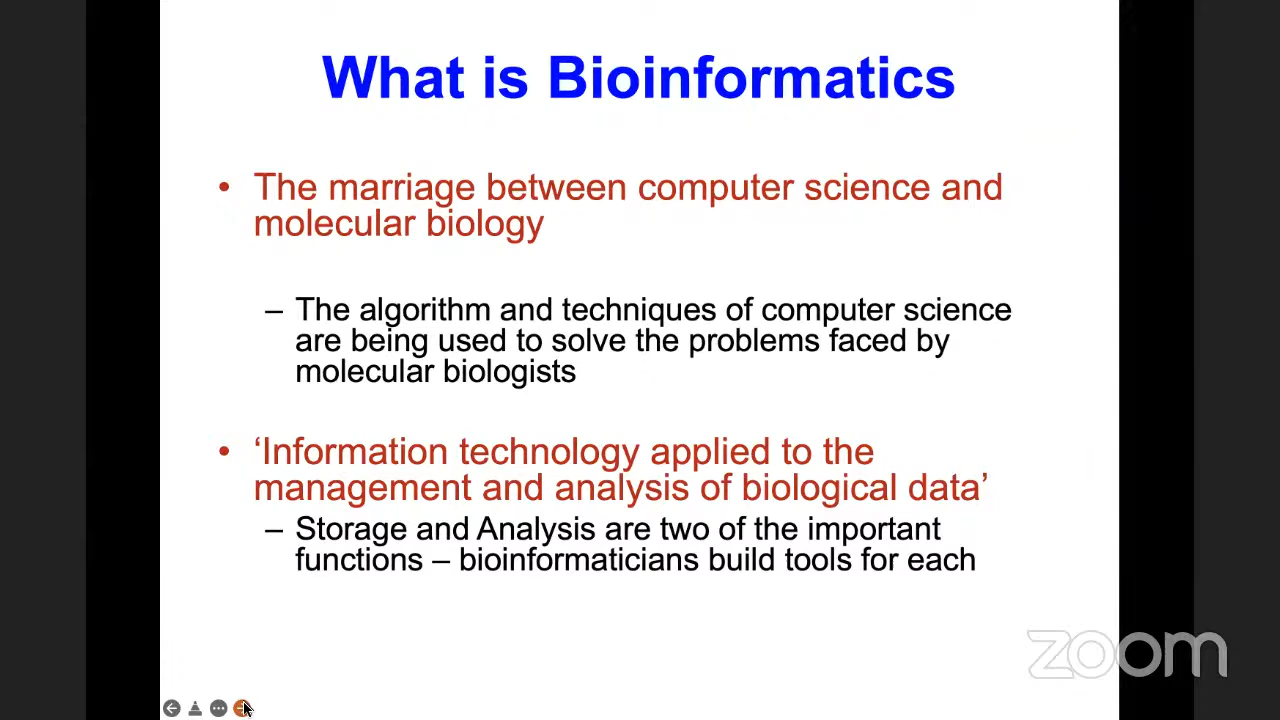 What is Bioinformatics
• The marriage between computer science and
molecular biology
– The algorithm and techniques of computer science
are being used to solve the problems faced by
molecular biologists
• ‘Information technology applied to the
management and analysis of biological data’
– Storage and Analysis are two of the important
functions – bioinformaticians build tools for each
zoom